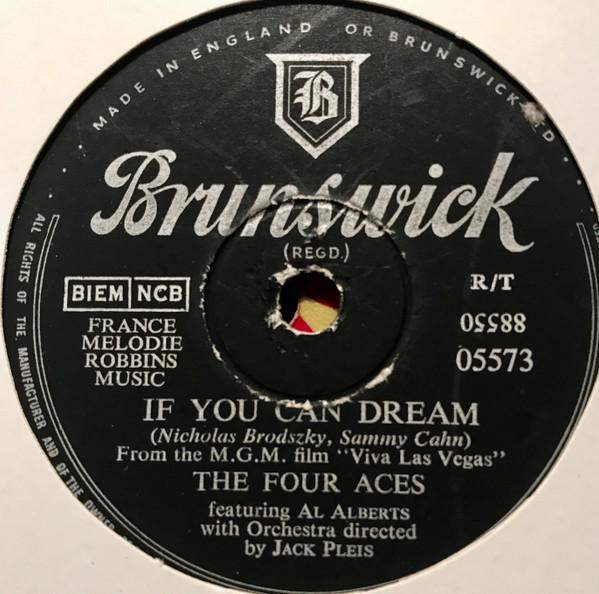 MADE IN ENGLAND OR BRUNSWICK
B
Brunswick
(REGD.)
R/T
BIEM NCB
88550
05573
FRANCE
MELODIE
ROBBINS
MUSIC
IF YOU CAN DREAM
(Nicholas Brodszky, Sammy Cahn)
From the M.G.M. film "Viva Las Vegas"
THE FOUR ACES
featuring AL ALBERTS
with Orchestra directed
by JACK PLEIS
ALL RIGHTS OF THE MANUFACTURER AND OF THE OWNER